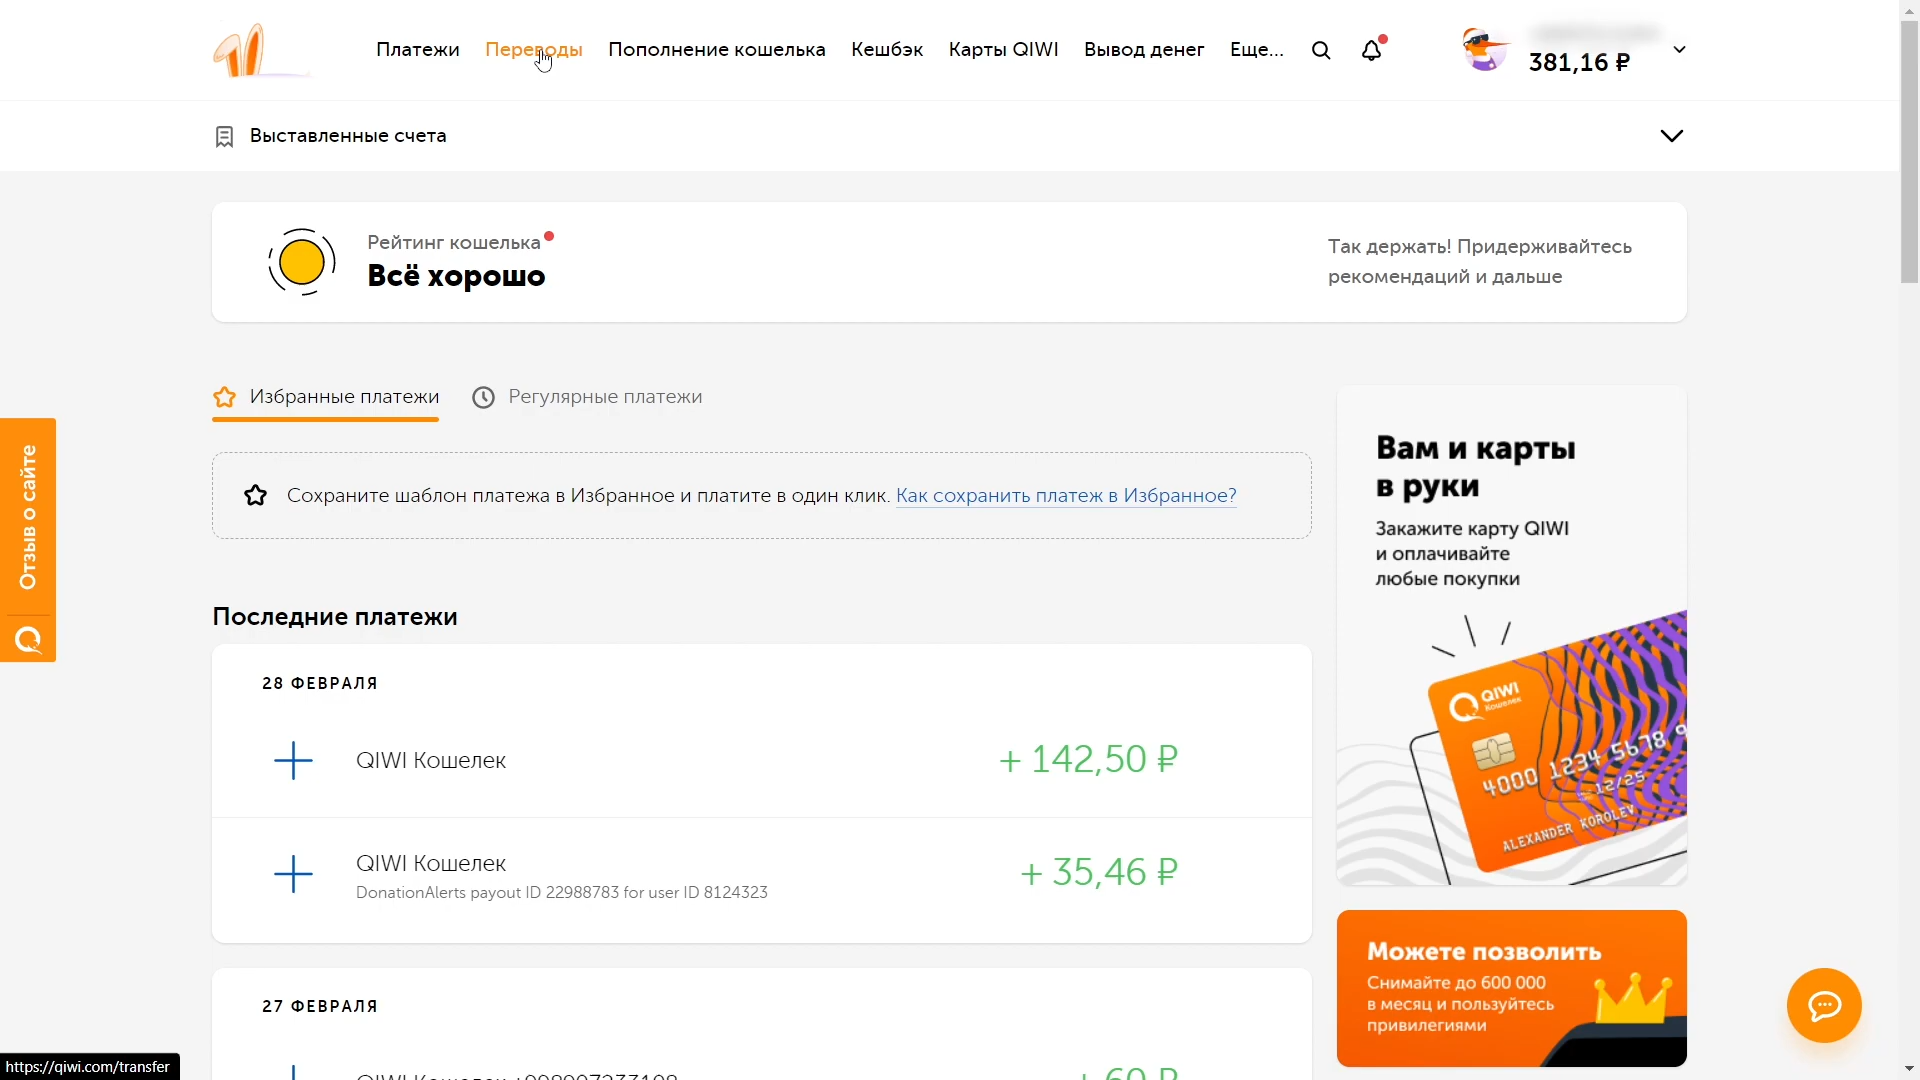 Платежи Переводы Пополнение кошелька Кешбэк Карты QIWI Вывод денег Еще...
381,16 ₽
Выставленные счета
Рейтинг кошелька
Всё хорошо
Так держать! Придерживайтесь
рекомендаций и дальше
Избранные платежи Регулярные платежи
Отзыв о сайте
Сохраните шаблон платежа в Избранное и платите в один клик. Как сохранить платеж в Избранное?
Последние платежи
28 ФЕВРАЛЯ
QIWI Кошелек + 142,50 ₽
QIWI Кошелек + 35,46 ₽
DonationAlerts payout ID 22988783 for user ID 8124323
27 ФЕВРАЛЯ
Вам и карты
в руки
Закажите карту QIWI
и оплачивайте
любые покупки
QIWI
Кошелек
4000 1234 5678 9
12/25
ALEXANDER KOROLEV
Можете позволить
Снимайте до 600 000
в месяц и пользуйтесь
привилегиями
https://qiwi.com/transfer